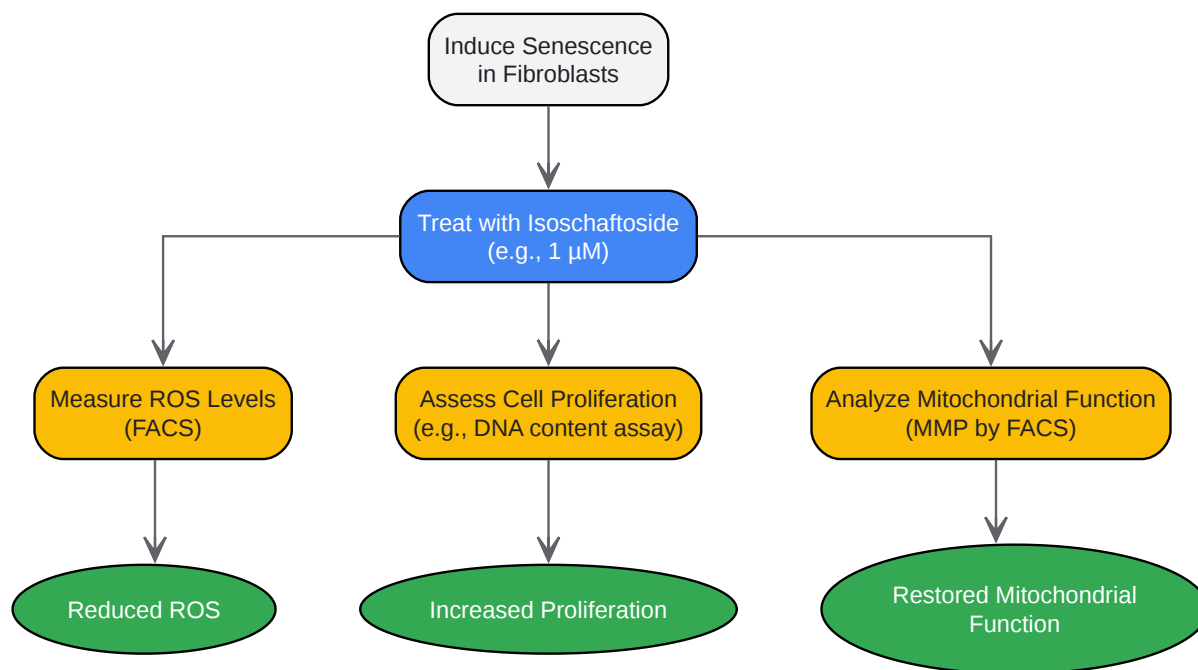 Induce Senescence
in Fibroblasts
Treat with Isoschaftoside
(e.g., 1 µM)
Measure ROS Levels
(FACS)
Assess Cell Proliferation
(e.g., DNA content assay)
Analyze Mitochondrial Function
(MMP by FACS)
Reduced ROS
Increased Proliferation
Restored Mitochondrial
Function